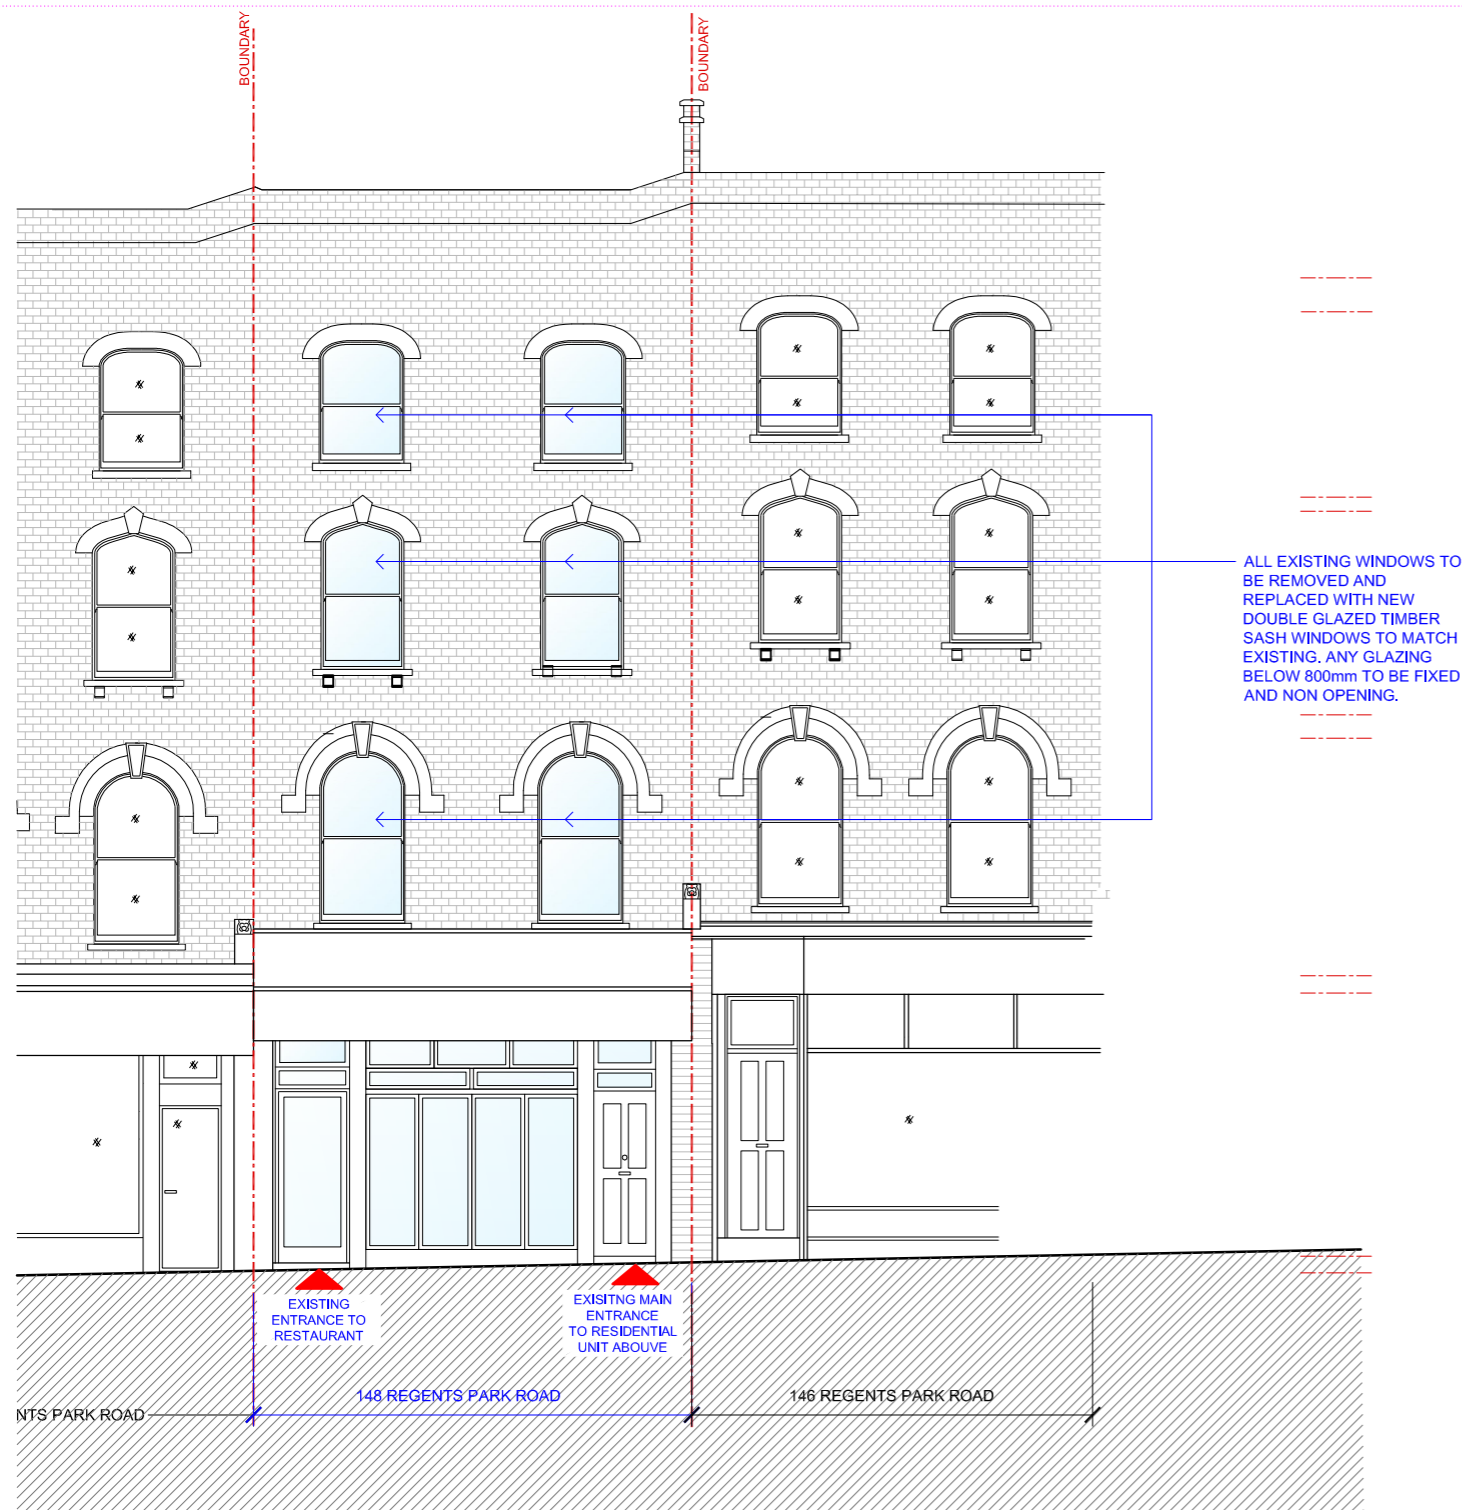 BOUNDARY
BOUNDARY
ALL EXISTING WINDOWS TO
BE REMOVED AND
REPLACED WITH NEW
DOUBLE GLAZED TIMBER
SASH WINDOWS TO MATCH
EXISTING. ANY GLAZING
BELOW 800mm TO BE FIXED
AND NON OPENING.
EXISTING
ENTRANCE TO
RESTAURANT
EXISITNG MAIN
ENTRANCE
TO RESIDENTIAL
UNIT ABOUVE
NTS PARK ROAD
148 REGENTS PARK ROAD
146 REGENTS PARK ROAD